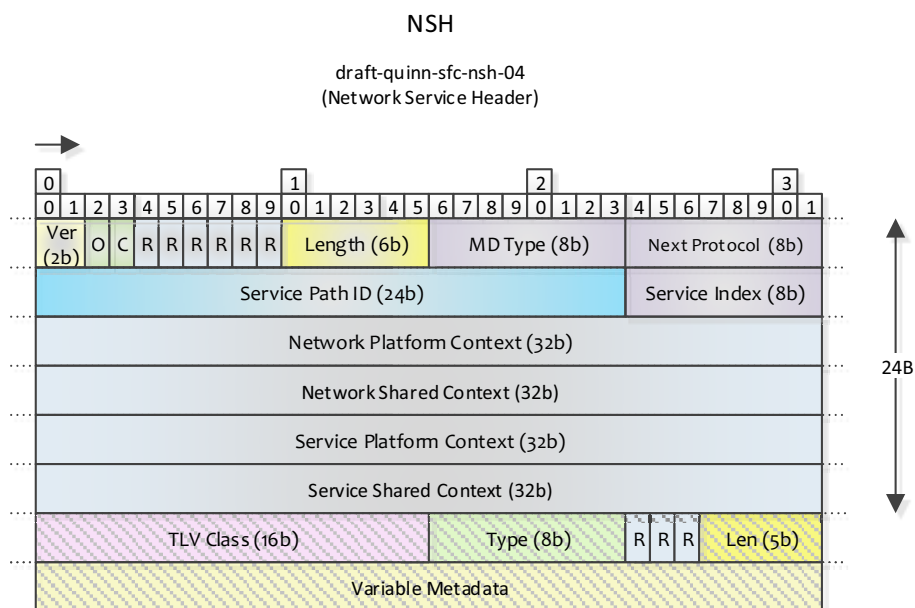 NSH
draft-quinn-sfc-nsh-04
(Network Service Header)
0 1 2 3
0 1 2 3 4 5 6 7 8 9 0 1 2 3 4 5 6 7 8 9 0 1 2 3 4 5 6 7 8 9 0 1
Ver
(2b) O C R R R R R R Length (6b) MD Type (8b) Next Protocol (8b)
Service Path ID (24b) Service Index (8b)
Network Platform Context (32b)
Network Shared Context (32b)
24B
Service Platform Context (32b)
Service Shared Context (32b)
TLV Class (16b) Type (8b) R R R Len (5b)
Variable Metadata